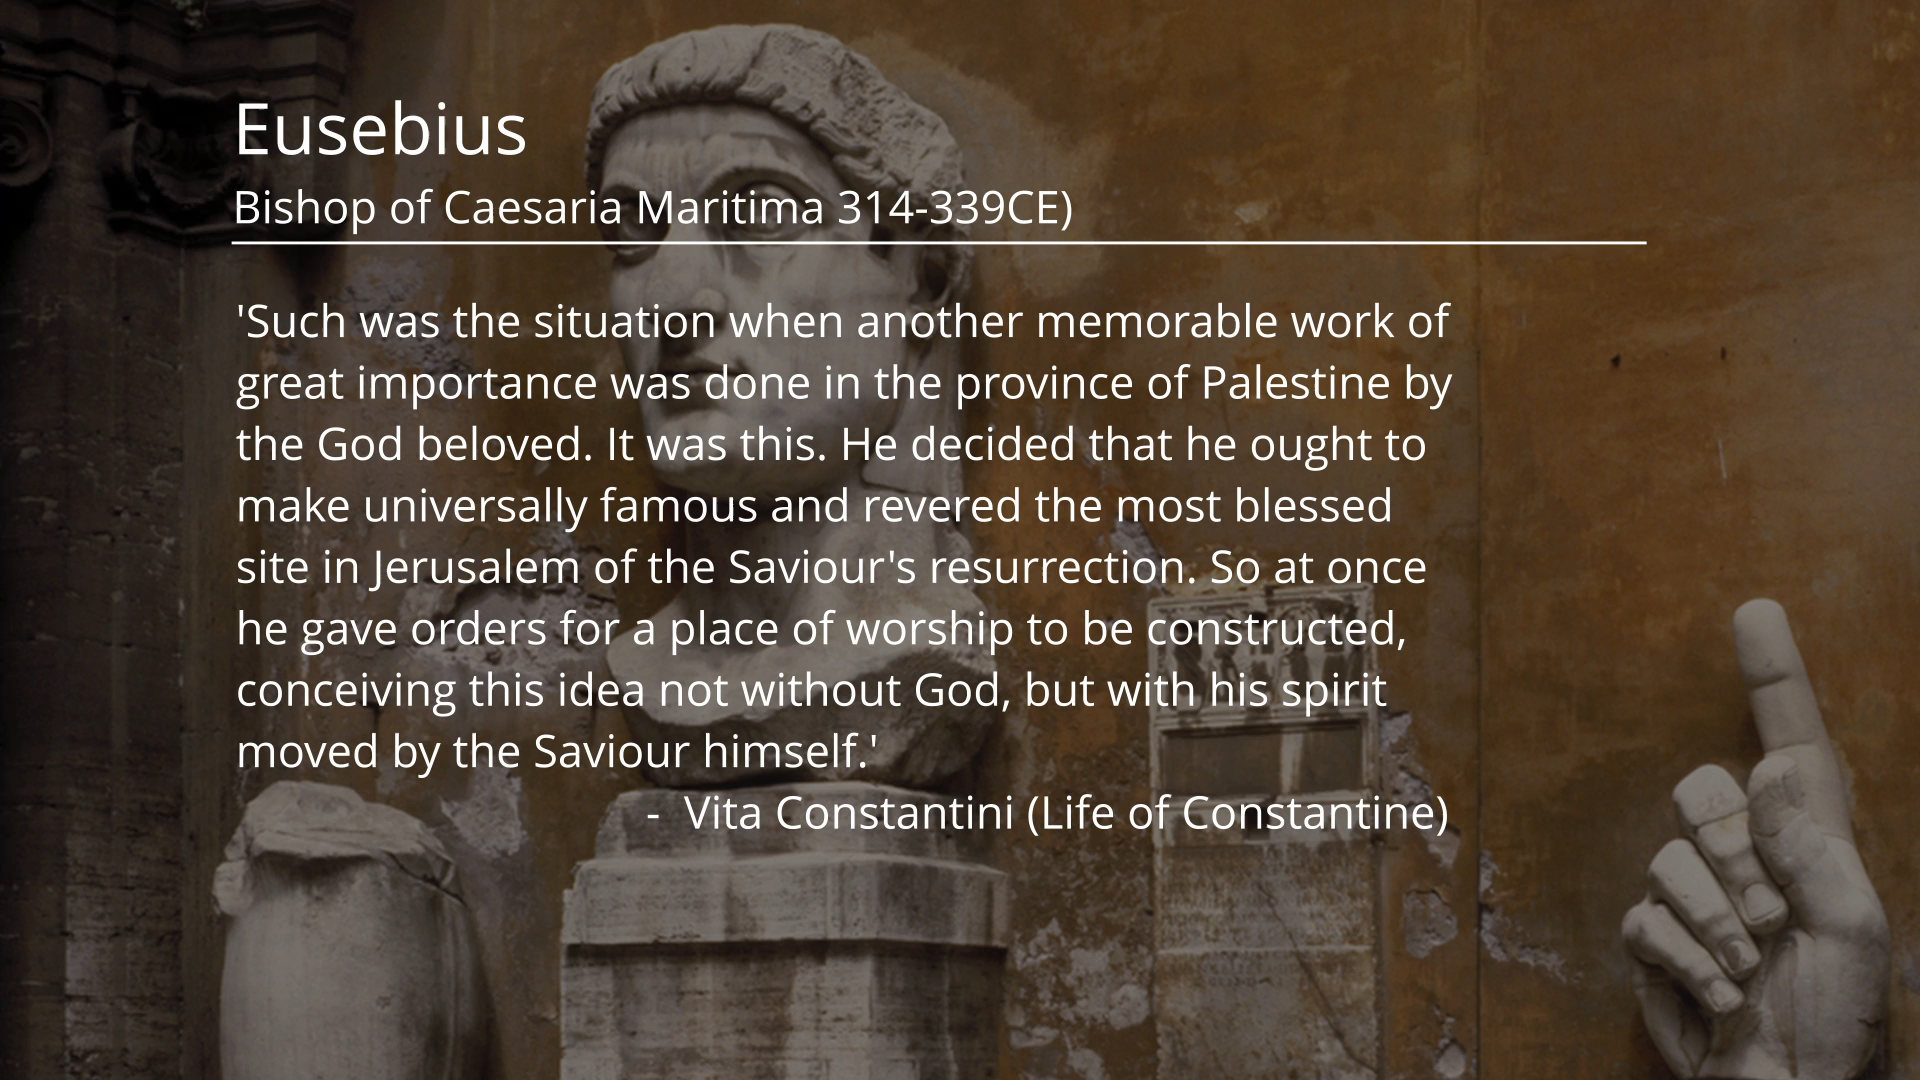 Eusebius
Bishop of Caesaria Maritima 314-339CE)
'Such was the situation when another memorable work of
great importance was done in the province of Palestine by
the God beloved. It was this. He decided that he ought to
make universally famous and revered the most blessed
site in Jerusalem of the Saviour's resurrection. So at once
he gave orders for a place of worship to be constructed,
conceiving this idea not without God, but with his spirit
moved by the Saviour himself.'
- Vita Constantini (Life of Constantine)